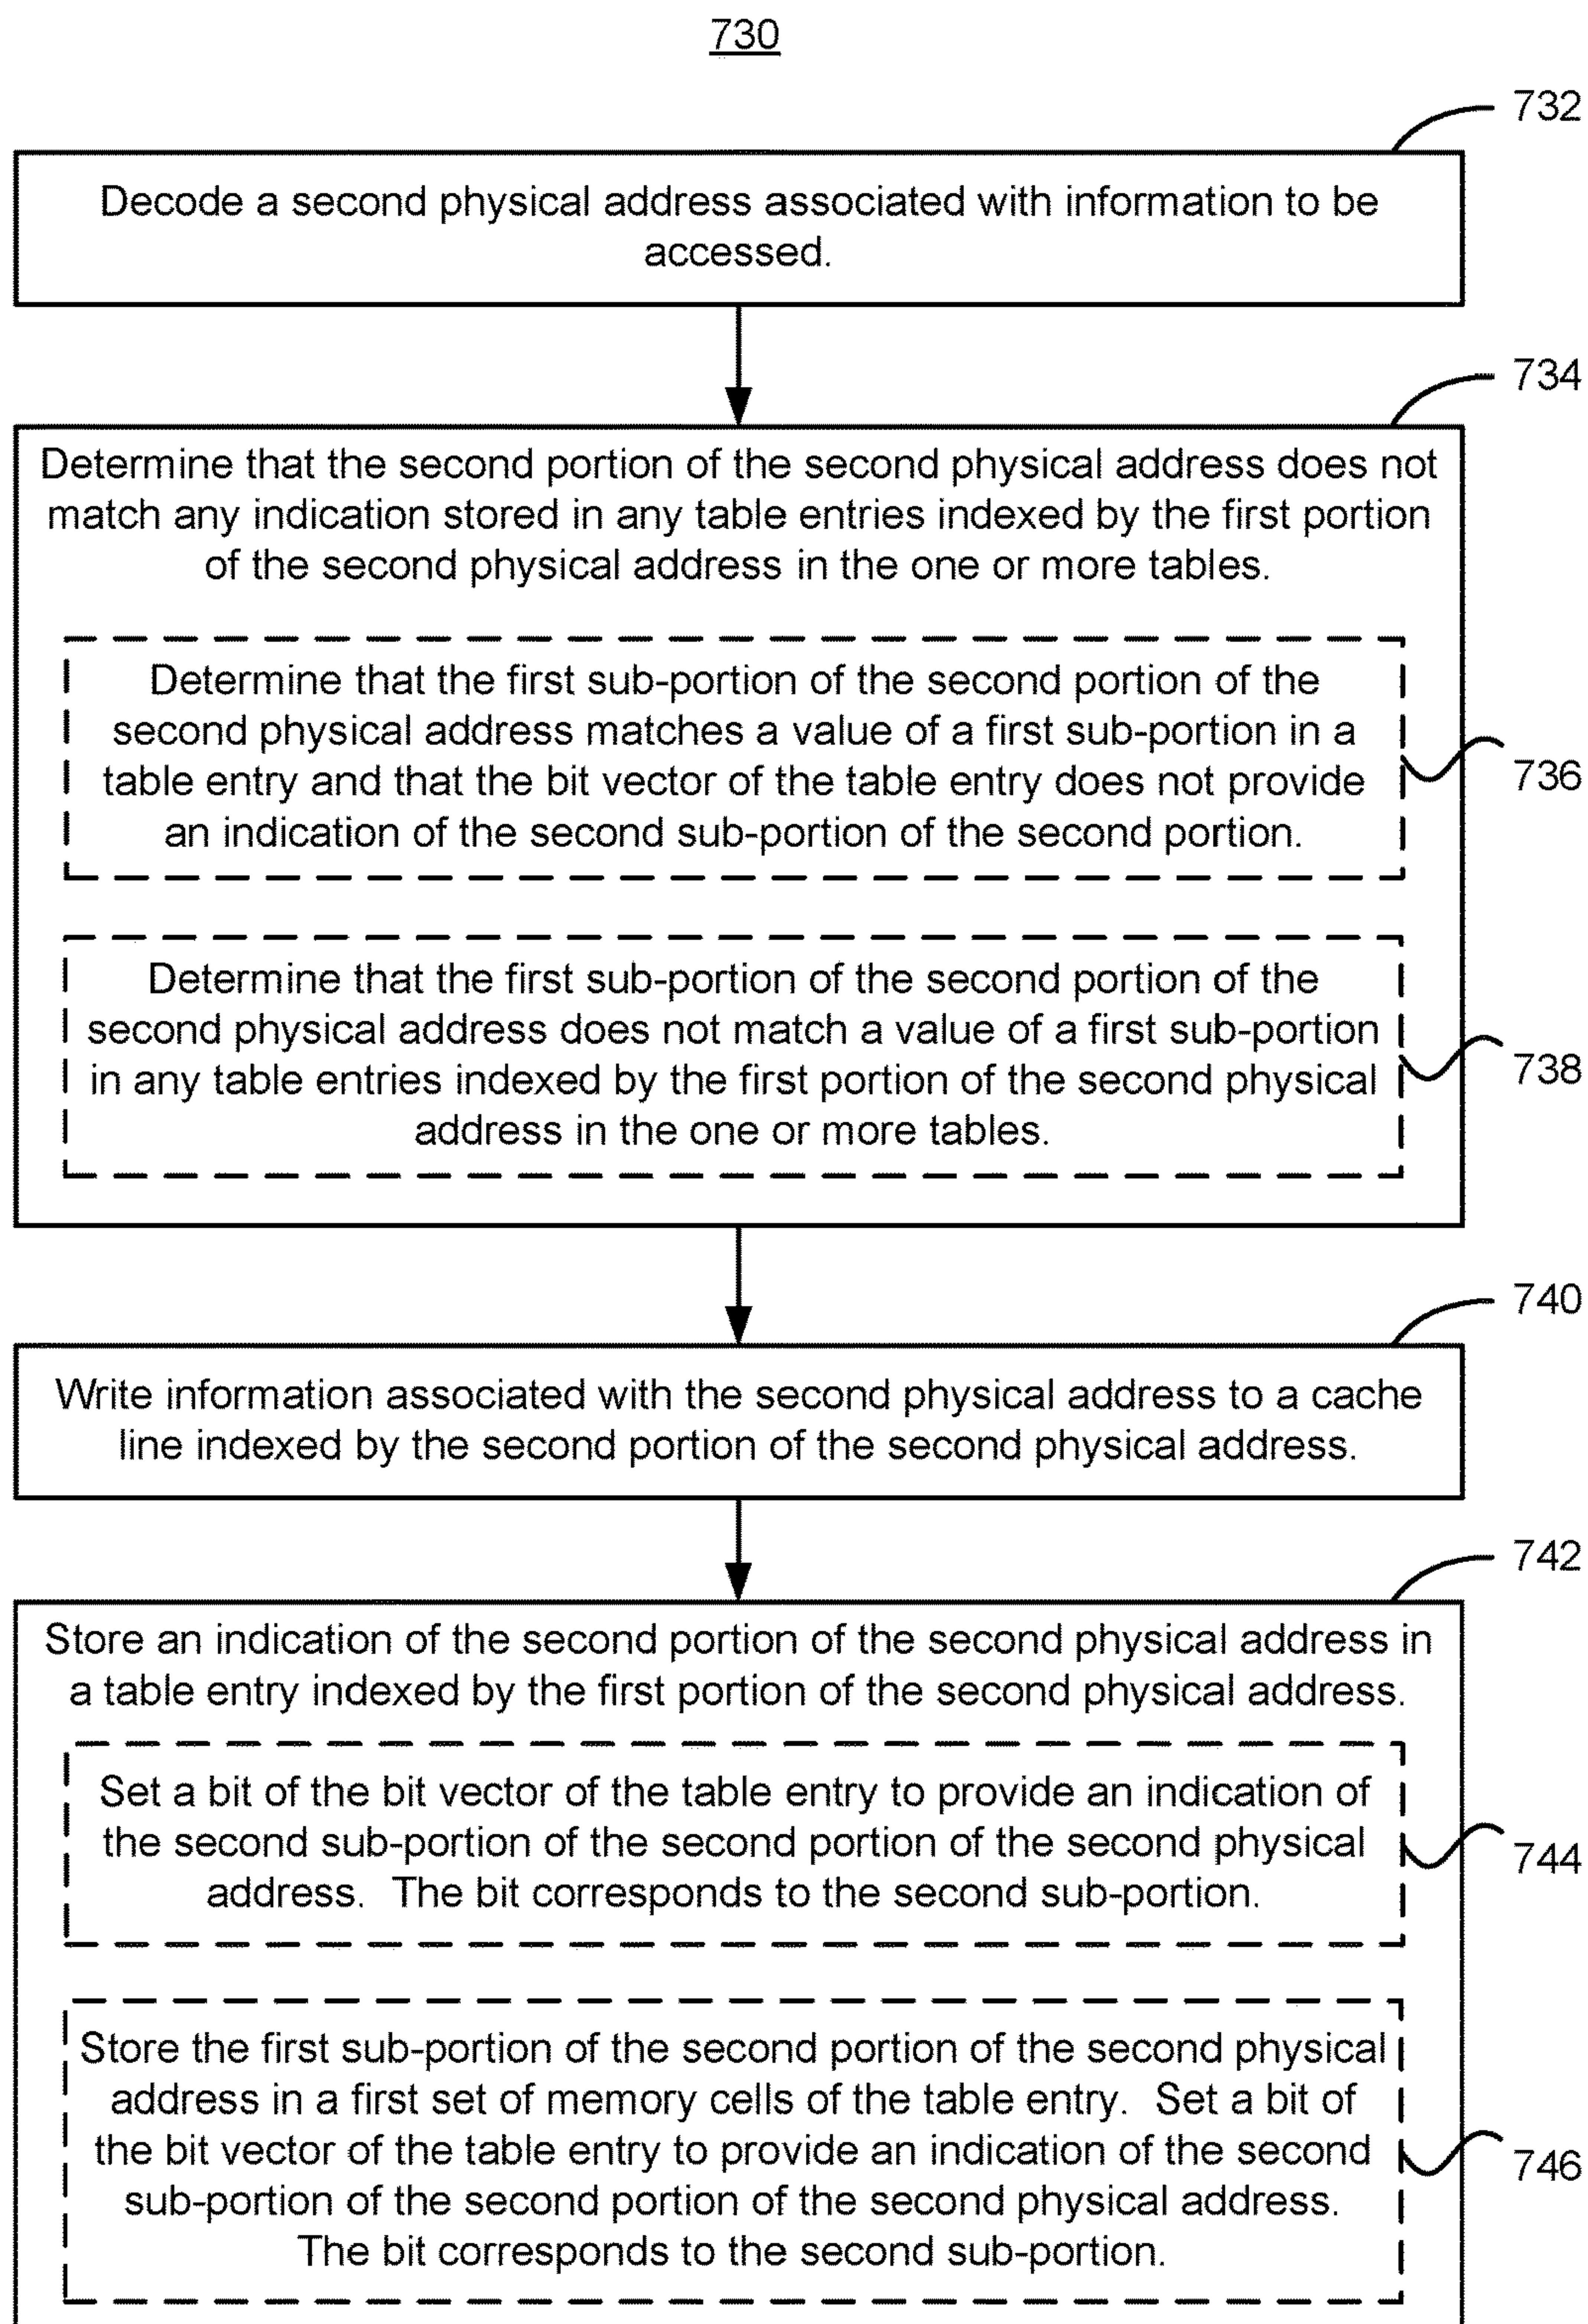 730
732
Decode a second physical address associated with information to be
accessed.
734
Determine that the second portion of the second physical address does not
match any indication stored in any table entries indexed by the first portion
of the second physical address in the one or more tables.
Determine that the first sub-portion of the second portion of the
second physical address matches a value of a first sub-portion in a
table entry and that the bit vector of the table entry does not provide
an indication of the second sub-portion of the second portion.
736
Determine that the first sub-portion of the second portion of the
second physical address does not match a value of a first sub-portion
in any table entries indexed by the first portion of the second physical
address in the one or more tables.
738
740
Write information associated with the second physical address to a cache
line indexed by the second portion of the second physical address.
742
Store an indication of the second portion of the second physical address in
a table entry indexed by the first portion of the second physical address.
Set a bit of the bit vector of the table entry to provide an indication of
the second sub-portion of the second portion of the second physical
address. The bit corresponds to the second sub-portion.
744
Store the first sub-portion of the second portion of the second physical
address in a first set of memory cells of the table entry. Set a bit of
the bit vector of the table entry to provide an indication of the second
sub-portion of the second portion of the second physical address.
The bit corresponds to the second sub-portion.
746